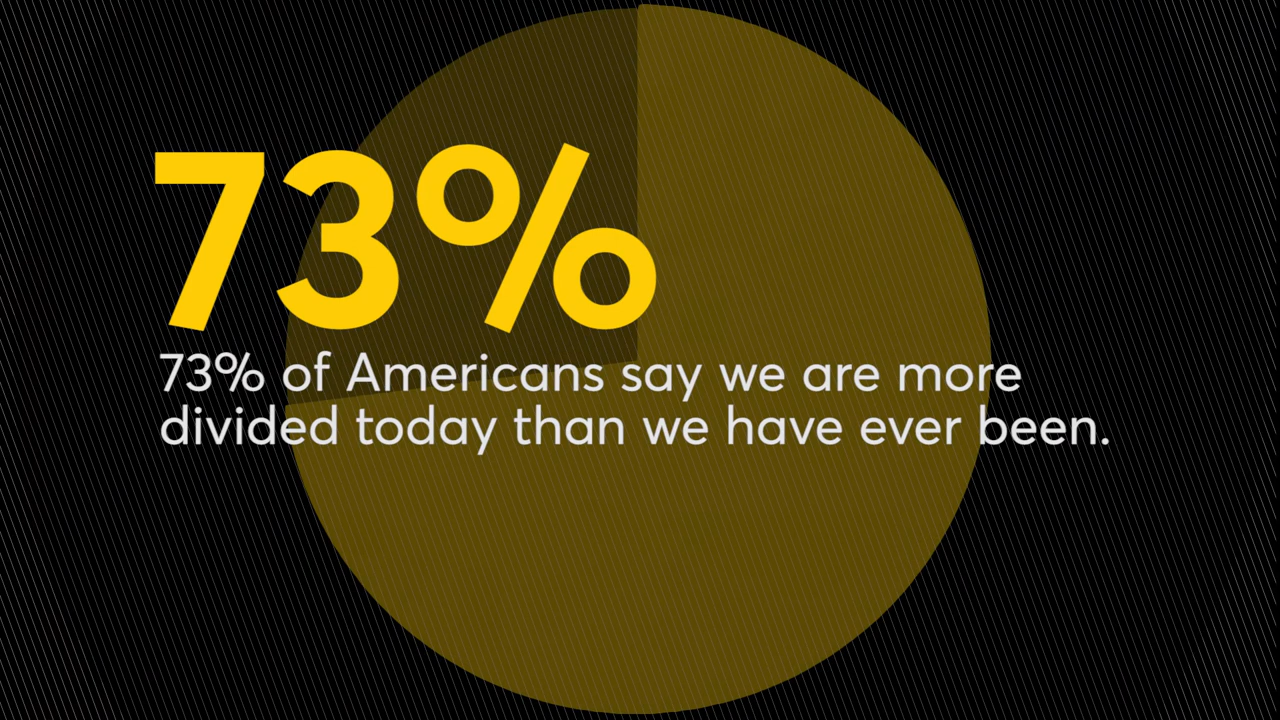 73%
73% of Americans say we are more
divided today than we have ever been.